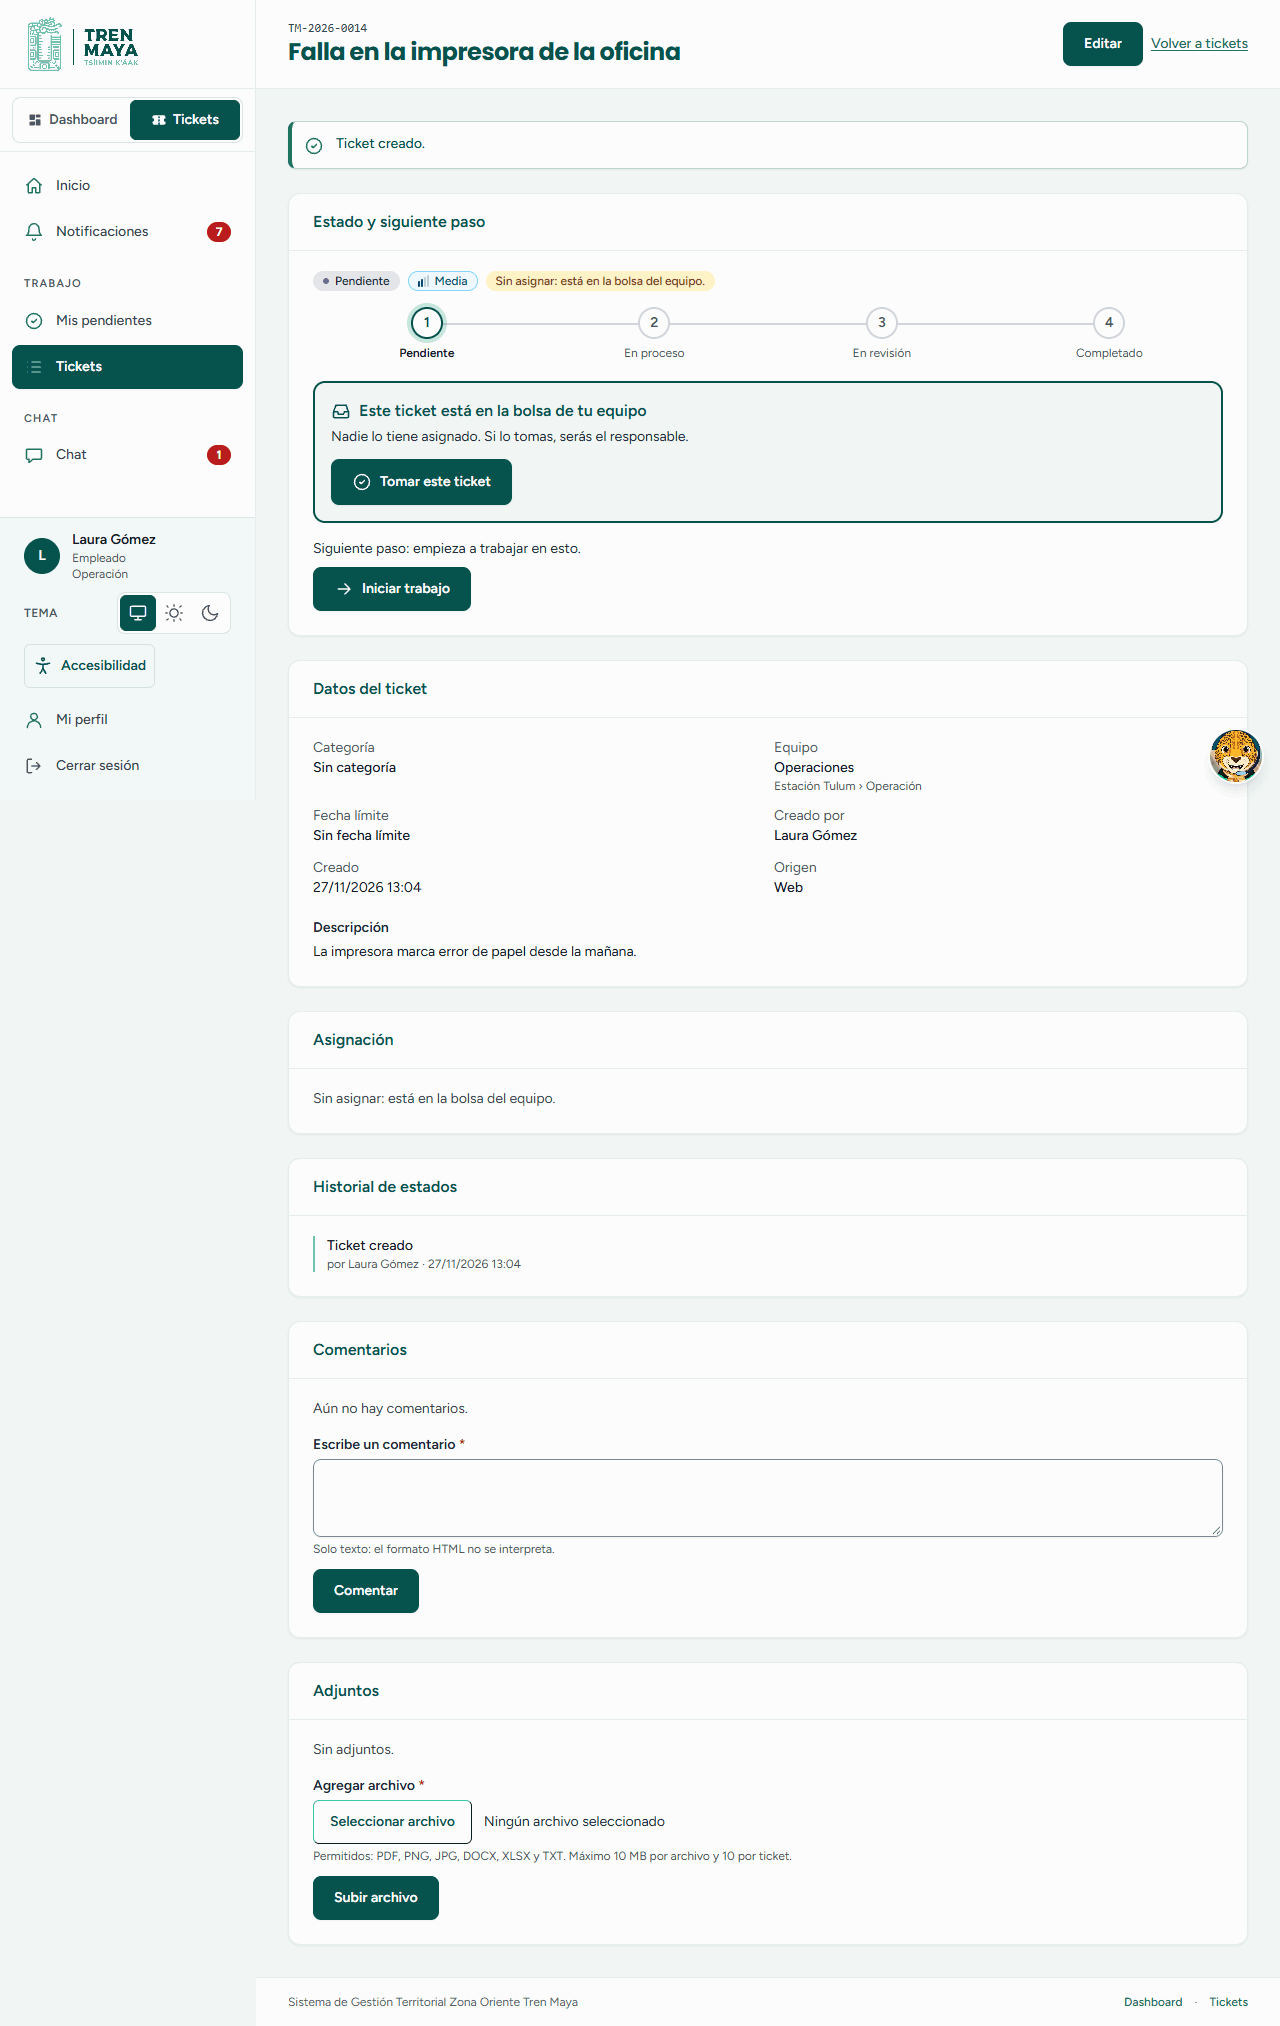 TREN
MAYA
TSÍIMIN K'ÁAK
Dashboard
Tickets
Inicio
Notificaciones
7
TRABAJO
Mis pendientes
Tickets
CHAT
Chat
1
L
Laura Gómez
Empleado
Operación
TEMA
Accesibilidad
Mi perfil
Cerrar sesión
TM-2026-0014
Falla en la impresora de la oficina
Editar
Volver a tickets
Ticket creado.
Estado y siguiente paso
Pendiente
Media
Sin asignar: está en la bolsa del equipo.
1
2
3
4
Pendiente
En proceso
En revisión
Completado
Este ticket está en la bolsa de tu equipo
Nadie lo tiene asignado. Si lo tomas, serás el responsable.
Tomar este ticket
Siguiente paso: empieza a trabajar en esto.
Iniciar trabajo
Datos del ticket
Categoría
Sin categoría
Equipo
Operaciones
Estación Tulum › Operación
Fecha límite
Sin fecha límite
Creado por
Laura Gómez
Creado
27/11/2026 13:04
Origen
Web
Descripción
La impresora marca error de papel desde la mañana.
Asignación
Sin asignar: está en la bolsa del equipo.
Historial de estados
Ticket creado
por Laura Gómez · 27/11/2026 13:04
Comentarios
Aún no hay comentarios.
Escribe un comentario *
Solo texto: el formato HTML no se interpreta.
Comentar
Adjuntos
Sin adjuntos.
Agregar archivo *
Seleccionar archivo
Ningún archivo seleccionado
Permitidos: PDF, PNG, JPG, DOCX, XLSX y TXT. Máximo 10 MB por archivo y 10 por ticket.
Subir archivo
Sistema de Gestión Territorial Zona Oriente Tren Maya
Dashboard · Tickets